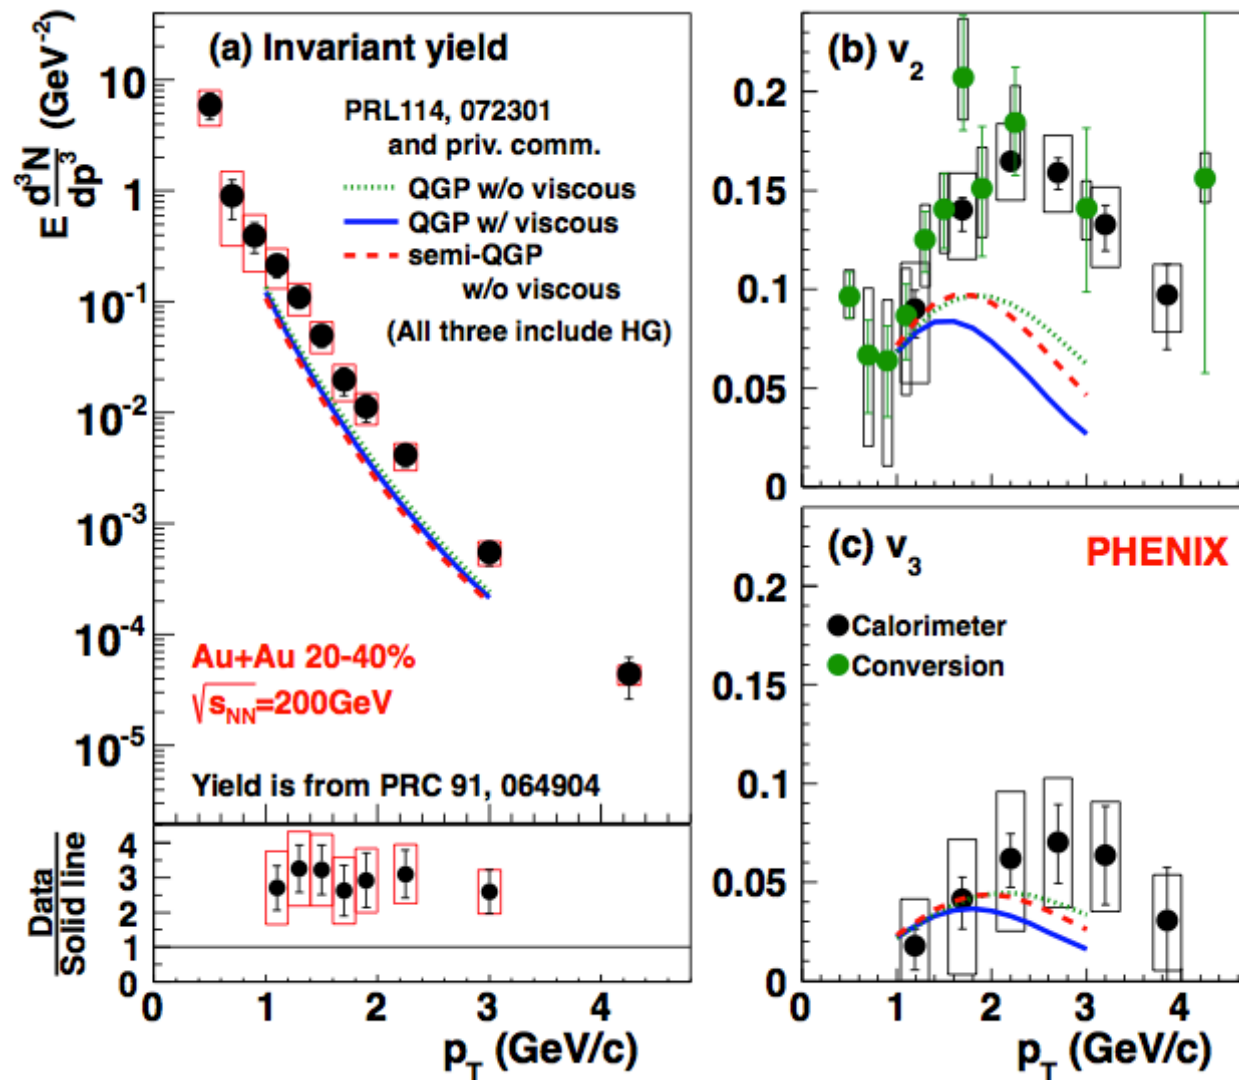 (a) Invariant yield
E d³N/dp³ (GeV⁻²)
PRL114, 072301
and priv. comm.
QGP w/o viscous
QGP w/ viscous
semi-QGP
w/o viscous
(All three include HG)
10
1
10⁻¹
10⁻²
10⁻³
10⁻⁴
10⁻⁵
Au+Au 20-40%
√s_NN=200GeV
Yield is from PRC 91, 064904
Data
Solid line
4
3
2
1
0
0 1 2 3 4
p_T (GeV/c)
(b) v₂
0.2
0.15
0.1
0.05
0
(c) v₃
PHENIX
Calorimeter
Conversion
0.2
0.15
0.1
0.05
0
0 1 2 3 4
p_T (GeV/c)